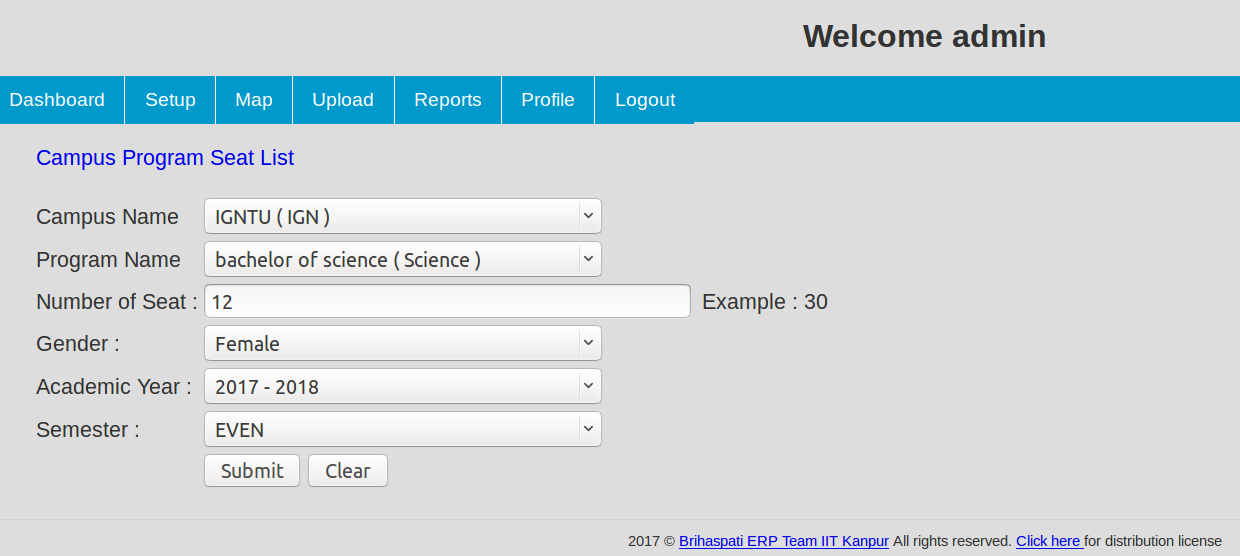 Welcome admin
Dashboard Setup Map Upload Reports Profile Logout
Campus Program Seat List
Campus Name IGNTU ( IGN )
Program Name bachelor of science ( Science )
Number of Seat : 12 Example : 30
Gender : Female
Academic Year : 2017 - 2018
Semester : EVEN
Submit Clear
2017 © Brihaspati ERP Team IIT Kanpur All rights reserved. Click here for distribution license